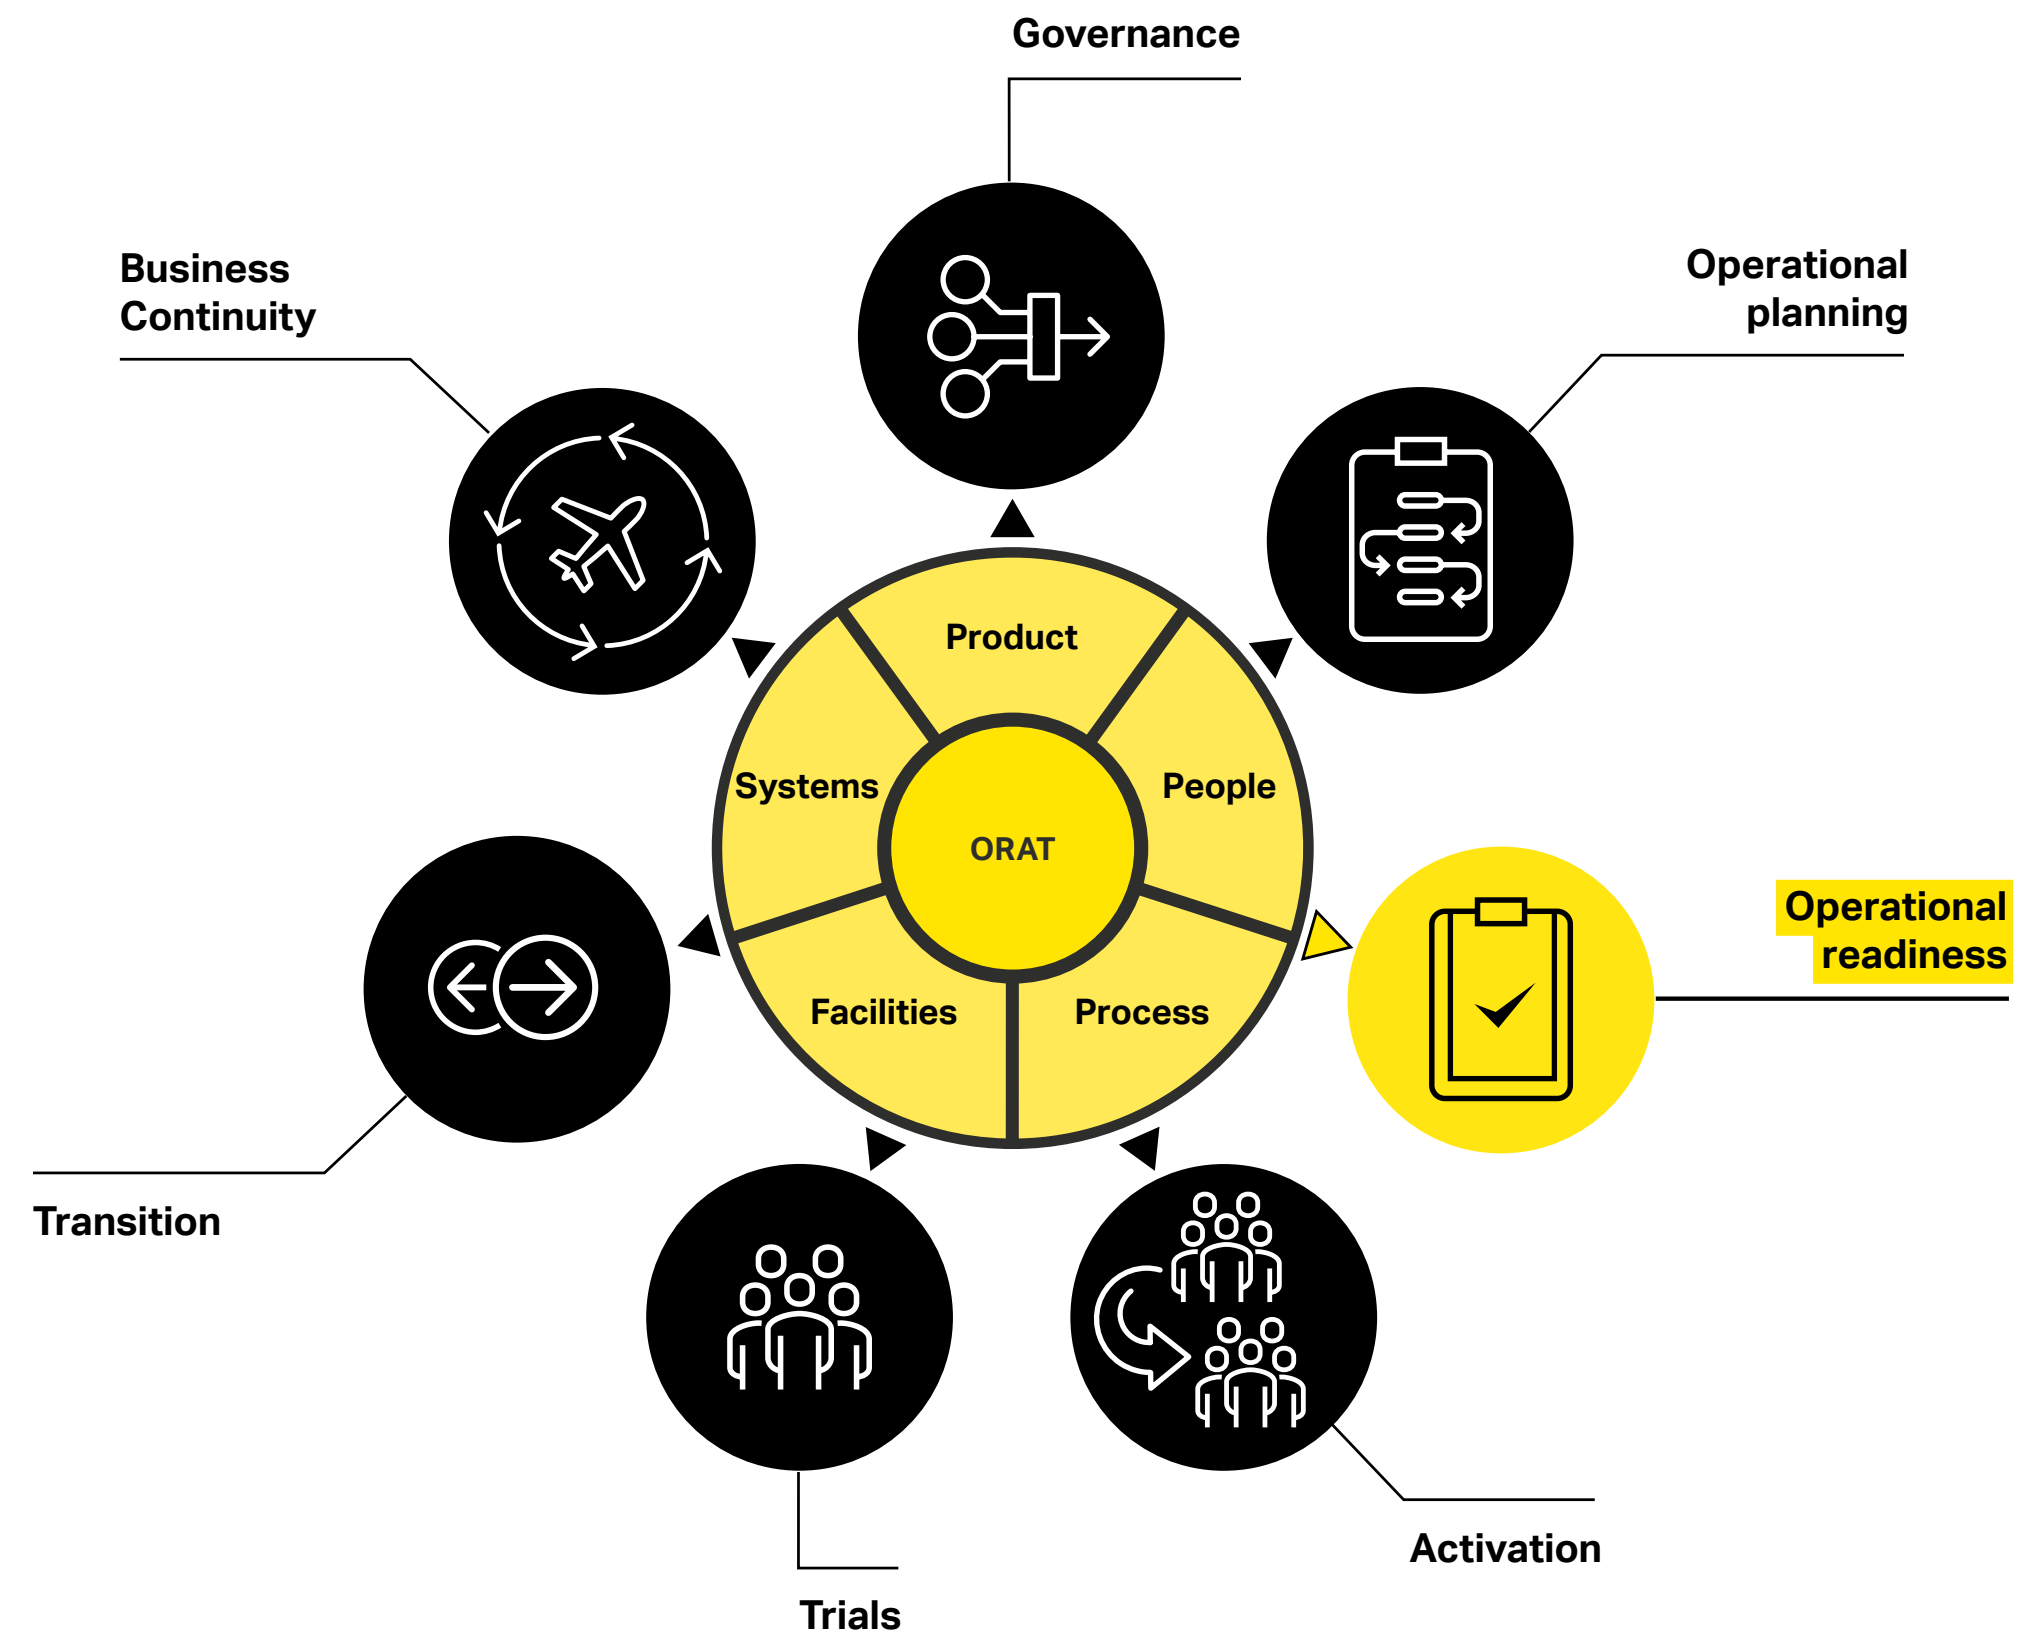 Governance
Business
Continuity
Operational
planning
Product
Systems
People
ORAT
Operational
readiness
Facilities
Process
Transition
Activation
Trials